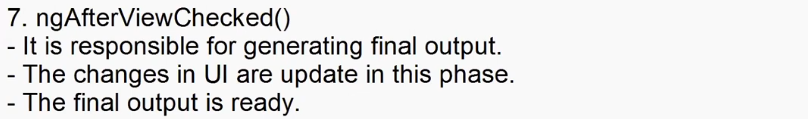 7. ngAfterViewChecked()
- It is responsible for generating final output.
- The changes in UI are update in this phase.
- The final output is ready.